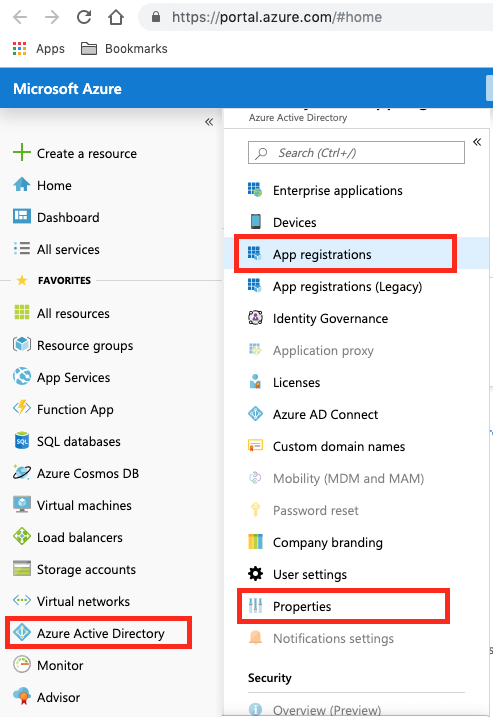 https://portal.azure.com/#home
Apps
Bookmarks
Microsoft Azure
«
Create a resource
Home
Dashboard
All services
FAVORITES
All resources
Resource groups
App Services
Function App
SQL databases
Azure Cosmos DB
Virtual machines
Load balancers
Storage accounts
Virtual networks
Azure Active Directory
Monitor
Advisor
Azure Active Directory
«
Search (Ctrl+/)
Enterprise applications
Devices
App registrations
App registrations (Legacy)
Identity Governance
Application proxy
Licenses
Azure AD Connect
Custom domain names
Mobility (MDM and MAM)
Password reset
Company branding
User settings
Properties
Notifications settings
Security
Overview (Preview)